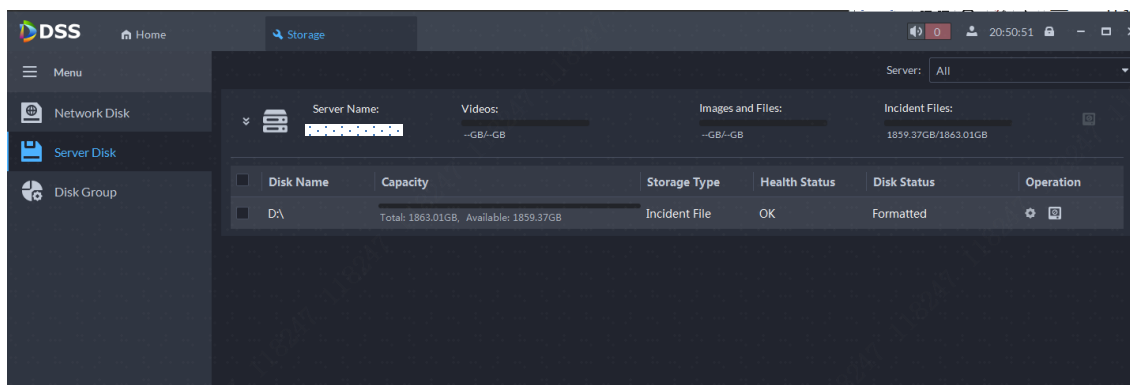 DSS
Home
Storage
0
20:50:51
Menu
Server: All
Network Disk
Server Disk
Disk Group
Server Name:
Videos:
--GB/--GB
Images and Files:
--GB/--GB
Incident Files:
1859.37GB/1863.01GB
Disk Name Capacity Storage Type Health Status Disk Status Operation
D:\ Total: 1863.01GB, Available: 1859.37GB Incident File OK Formatted